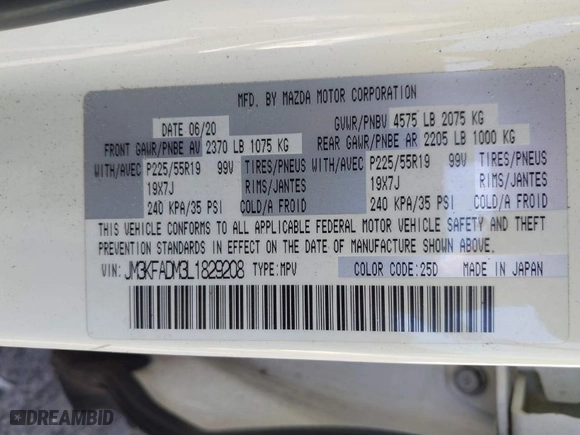 MFD. BY MAZDA MOTOR CORPORATION
DATE 06/20 GVWR/PNBV 4575 LB 2075 KG
FRONT GAWR/PNBE AV 2370 LB 1075 KG REAR GAWR/PNBE AR 2205 LB 1000 KG
WITH/AVEC P225/55R19 99V TIRES/PNEUS WITH/AVEC P225/55R19 99V TIRES/PNEUS
19X7J RIMS/JANTES 19X7J RIMS/JANTES
240 KPA/35 PSI COLD/A FROID 240 KPA/35 PSI COLD/A FROID
THIS VEHICLE CONFORMS TO ALL APPLICABLE FEDERAL MOTOR VEHICLE SAFETY AND THEFT
PREVENTION STANDARDS IN EFFECT ON THE DATE OF MANUFACTURE SHOWN ABOVE.
VIN: JM3KFADM3L1829208 TYPE:MPV COLOR CODE:25D MADE IN JAPAN
DREAMBID